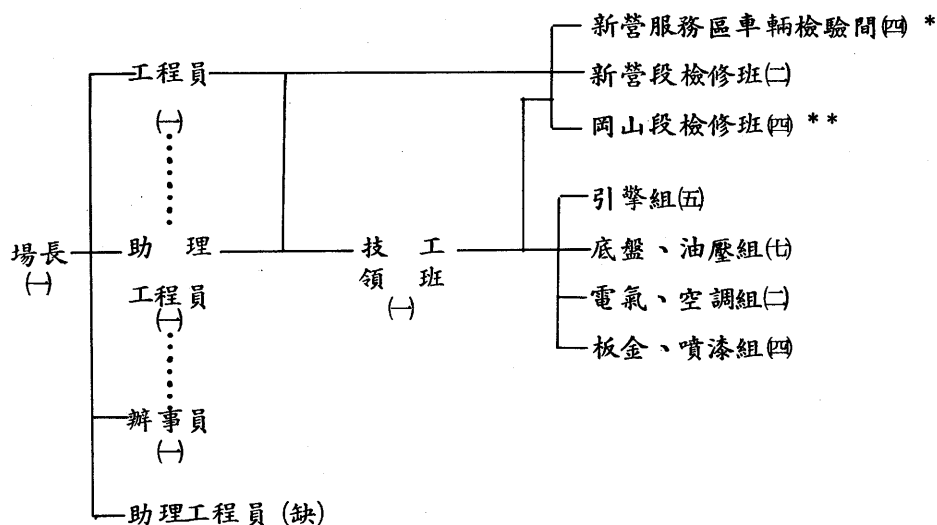 新營服務區車輛檢驗間㈣ *
工程員
㈠
新營段檢修班㈡
岡山段檢修班㈣ * *
引擎組㈤
場長
㈠
助理
工程員
㈠
技工
領班
㈠
底盤、油壓組㈦
電氣、空調組㈡
板金、噴漆組㈣
辦事員
㈠
助理工程員 (缺)